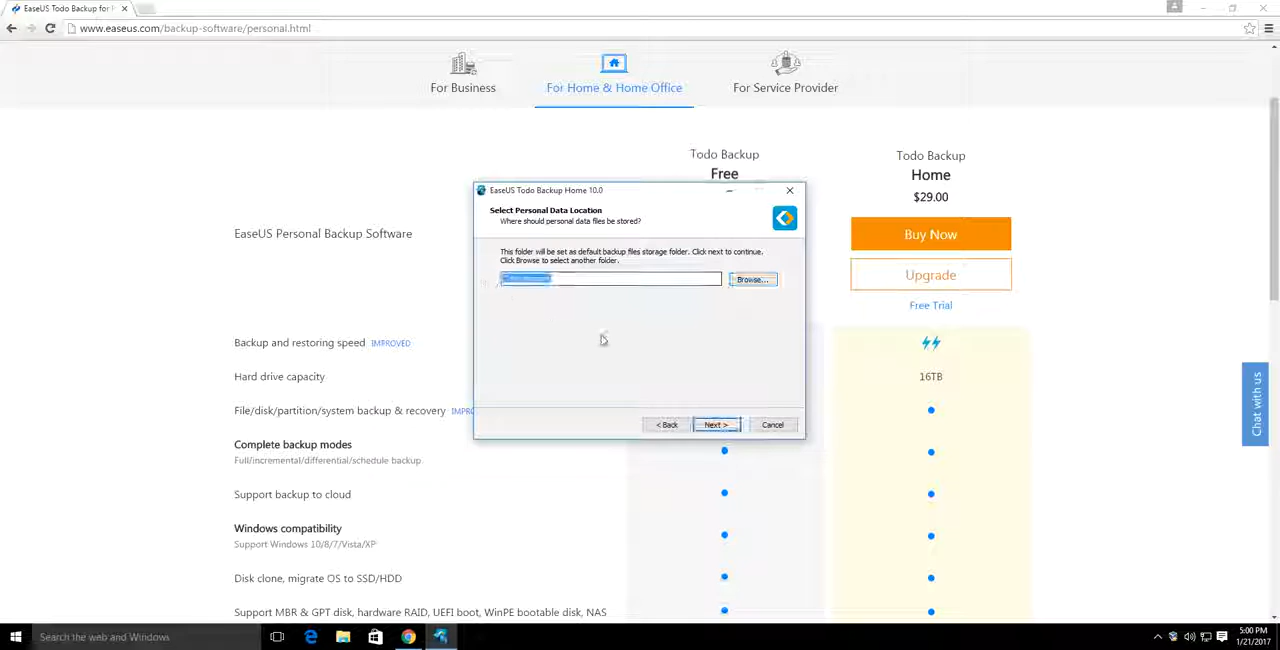 EaseUS Todo Backup for
www.easeus.com/backup-software/personal.html
For Business
For Home & Home Office
For Service Provider
Todo Backup
Free
Todo Backup
Home
$29.00
EaseUS Personal Backup Software
Buy Now
Upgrade
Free Trial
EaseUS Todo Backup Home 10.0
Select Personal Data Location
Where should personal data files be stored?
This folder will be set as default backup files storage folder. Click next to continue.
Click Browse to select another folder.
Browse...
< Back
Next >
Cancel
Backup and restoring speed IMPROVED
Hard drive capacity
16TB
File/disk/partition/system backup & recovery IMPRO
Complete backup modes
Full/incremental/differential/schedule backup
Support backup to cloud
Windows compatibility
Support Windows 10/8/7/Vista/XP
Disk clone, migrate OS to SSD/HDD
Support MBR & GPT disk, hardware RAID, UEFI boot, WinPE bootable disk, NAS
Chat with us
Search the web and Windows
5:00 PM
1/21/2017